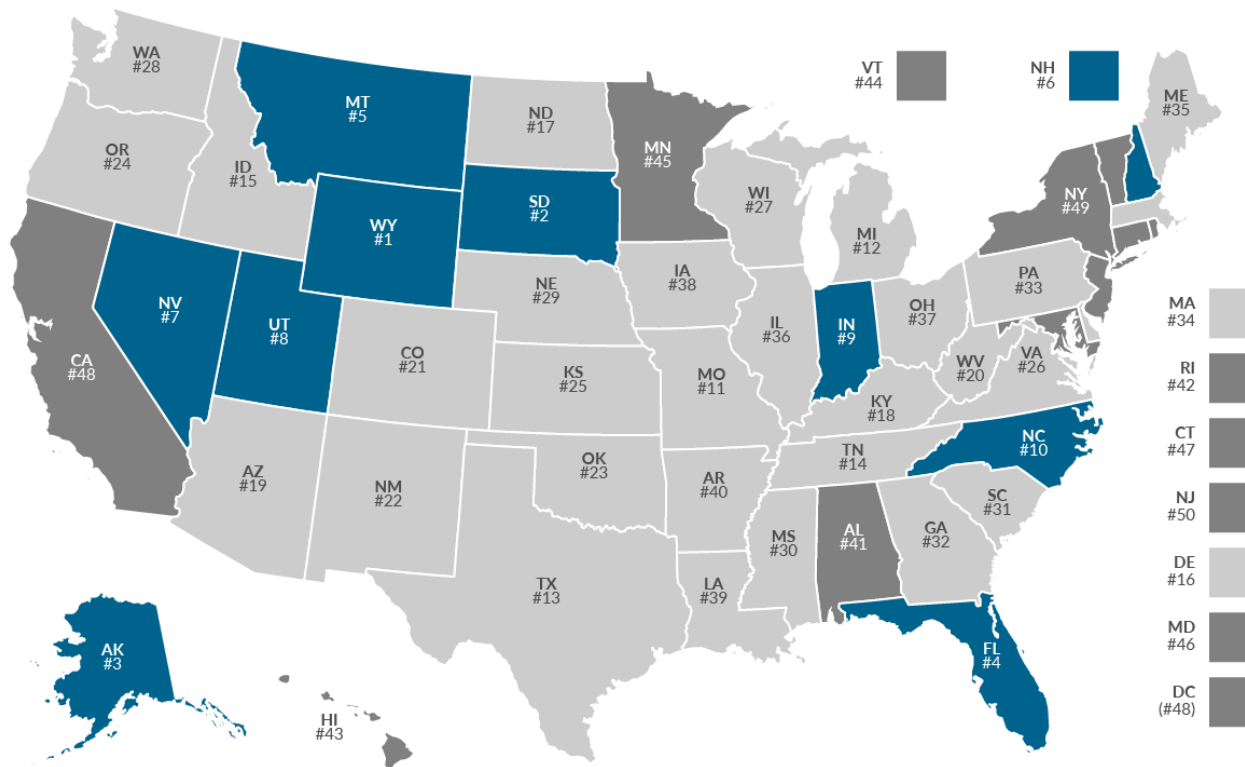 VT
#44
NH
#6
WA
#28
MT
#5
ND
#17
MN
#45
ME
#35
OR
#24
ID
#15
WY
#1
SD
#2
WI
#27
MI
#12
NY
#49
NV
#7
UT
#8
CO
#21
NE
#29
IA
#38
IL
#36
IN
#9
OH
#37
PA
#33
CA
#48
KS
#25
MO
#11
KY
#18
WV
#20
VA
#26
AZ
#19
NM
#22
OK
#23
AR
#40
TN
#14
NC
#10
SC
#31
TX
#13
LA
#39
MS
#30
AL
#41
GA
#32
FL
#4
AK
#3
HI
#43
MA
#34
RI
#42
CT
#47
NJ
#50
DE
#16
MD
#46
DC
(#48)